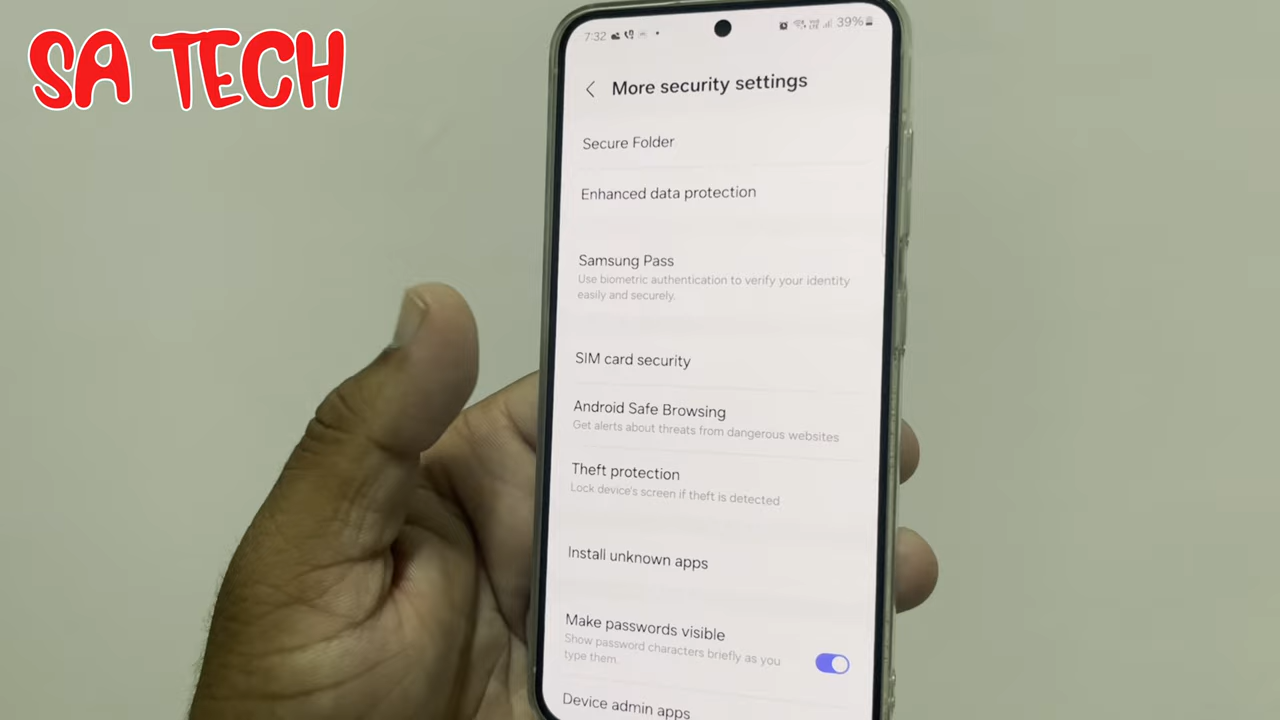 SA TECH
7:32
39%
More security settings
Secure Folder
Enhanced data protection
Samsung Pass
Use biometric authentication to verify your identity
easily and securely.
SIM card security
Android Safe Browsing
Get alerts about threats from dangerous websites
Theft protection
Lock device's screen if theft is detected
Install unknown apps
Make passwords visible
Show password characters briefly as you
type them.
Device admin apps